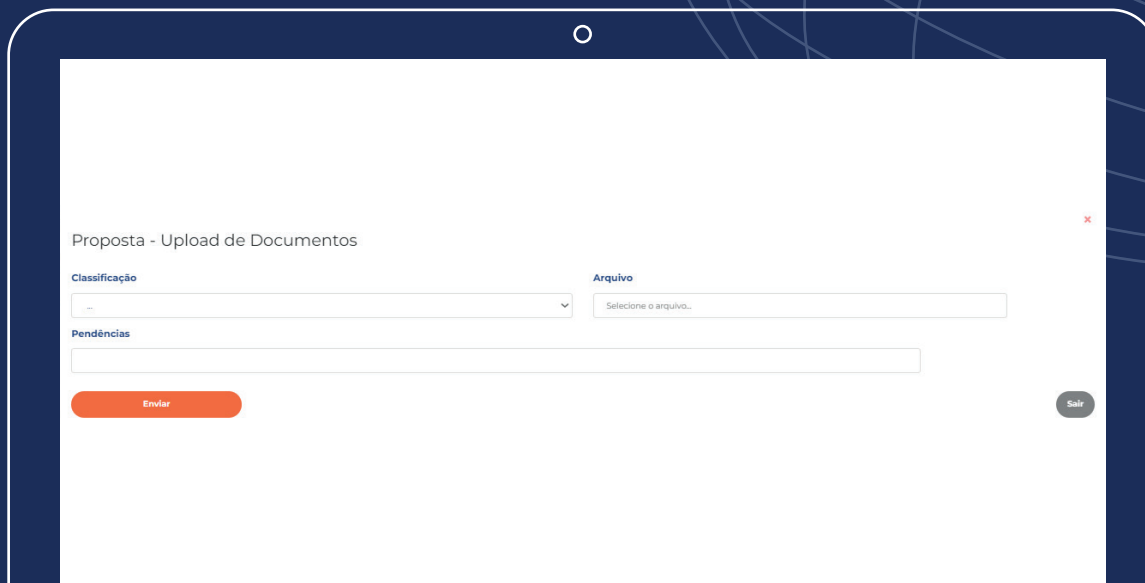 Proposta - Upload de Documentos
Classificação
Arquivo
...
Selecione o arquivo...
Pendências
Enviar
Sair